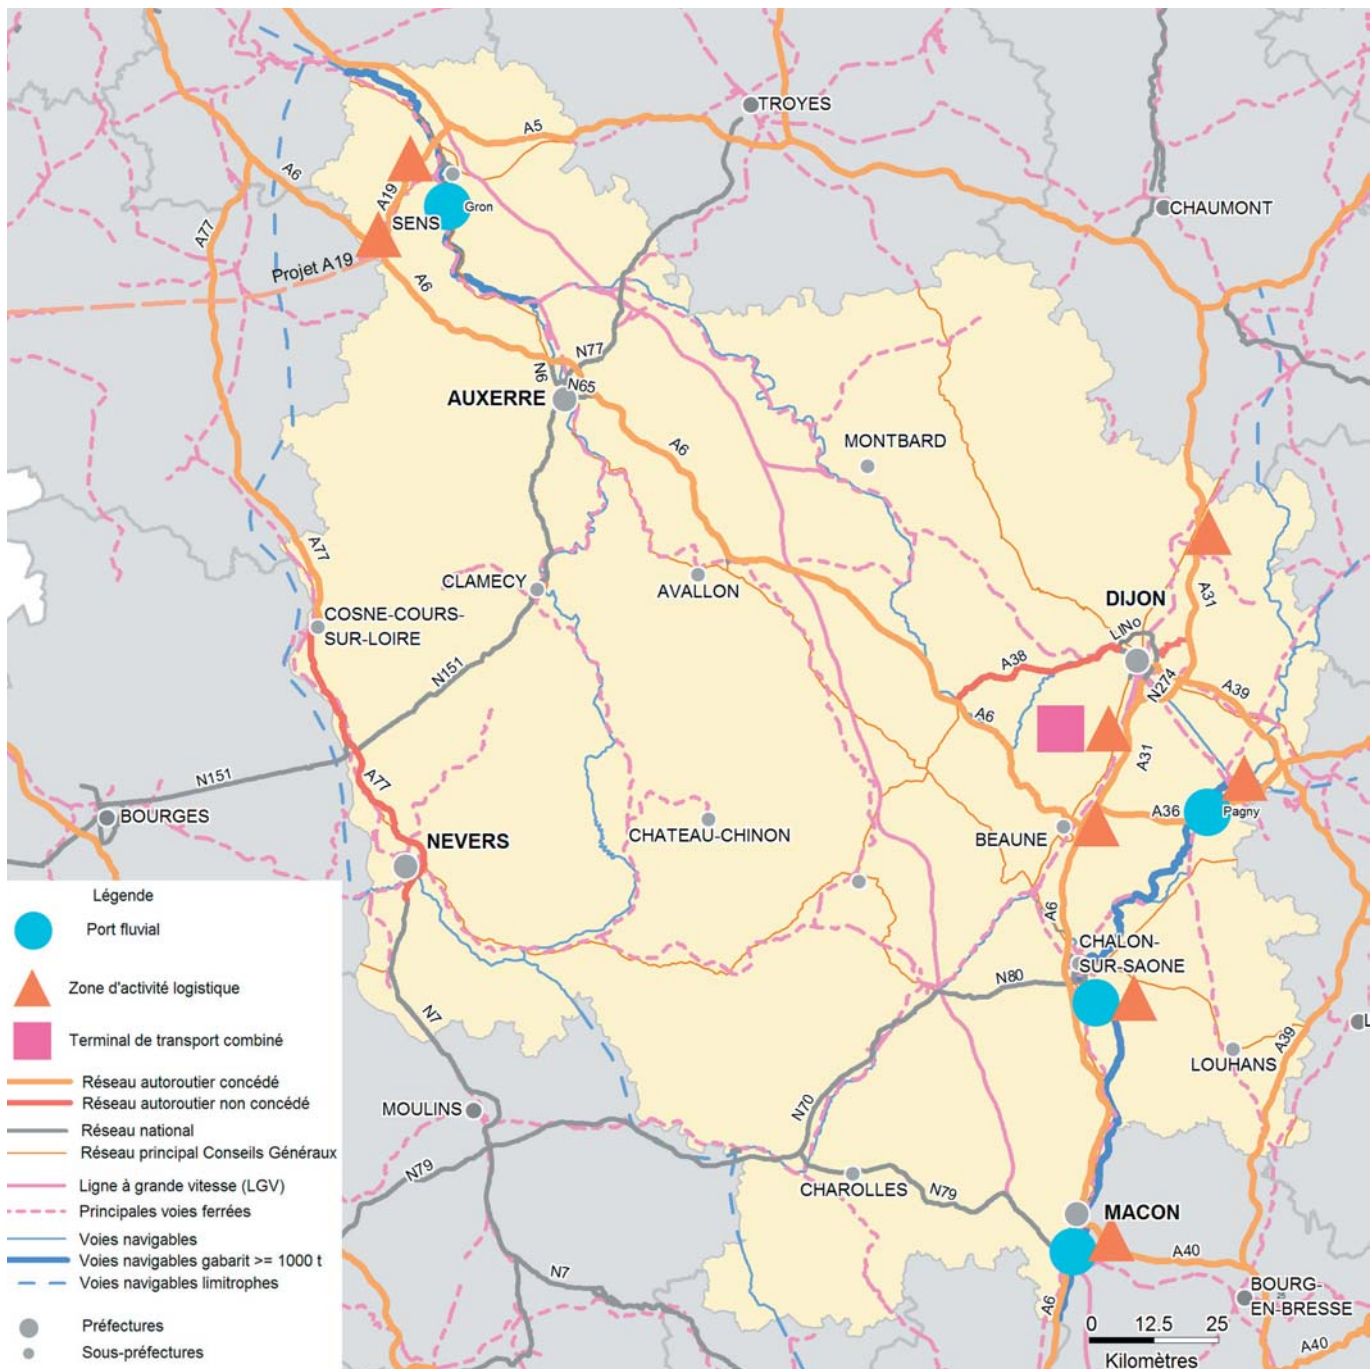 TROYES
A5
A6
A19
Gron
SENS
CHAUMONT
A77
Projet A19
A6
N77
N6
N65
AUXERRE
A6
MONTBARD
A77
CLAMECY
AVALLON
A31
COSNE-COURS-
SUR-LOIRE
DIJON
LINo
A38
N151
N274
A39
A6
A31
N151
A77
BOURGES
A36
Pagny
CHATEAU-CHINON
BEAUNE
NEVERS
A6
CHALON-
SUR-SAONE
N80
N7
L
A39
LOUHANS
MOULINS
N70
N79
CHAROLLES
N79
MACON
A40
N7
A6
BOURG-
25
EN-BRESSE
A40
0 12.5 25
Kilomètres
Légende
Port fluvial
Zone d'activité logistique
Terminal de transport combiné
Réseau autoroutier concédé
Réseau autoroutier non concédé
Réseau national
Réseau principal Conseils Généraux
Ligne à grande vitesse (LGV)
Principales voies ferrées
Voies navigables
Voies navigables gabarit >= 1000 t
Voies navigables limitrophes
Préfectures
Sous-préfectures